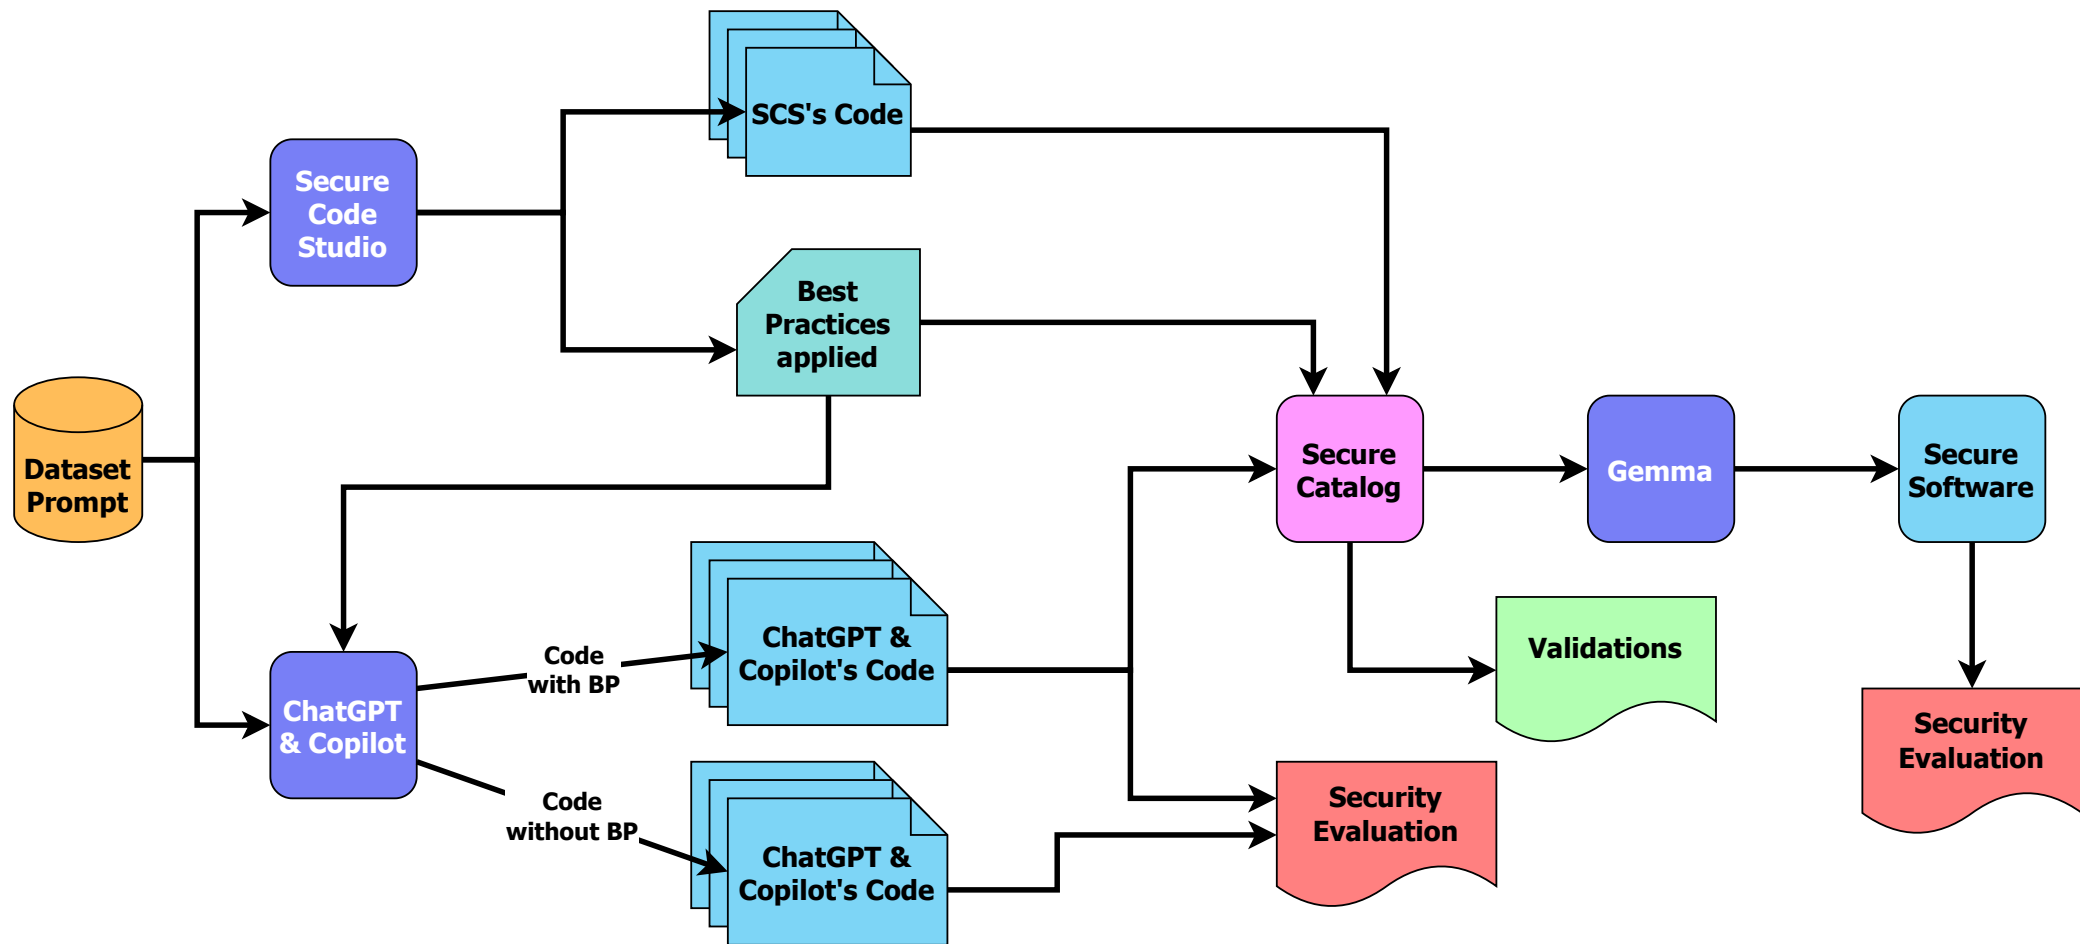 SCS's Code
Secure
Code
Studio
Best
Practices
applied
Dataset
Prompt
Secure
Catalog
Gemma
Secure
Software
ChatGPT
& Copilot
Code
with BP
ChatGPT &
Copilot's Code
Validations
Security
Evaluation
Code
without BP
ChatGPT &
Copilot's Code
Security
Evaluation